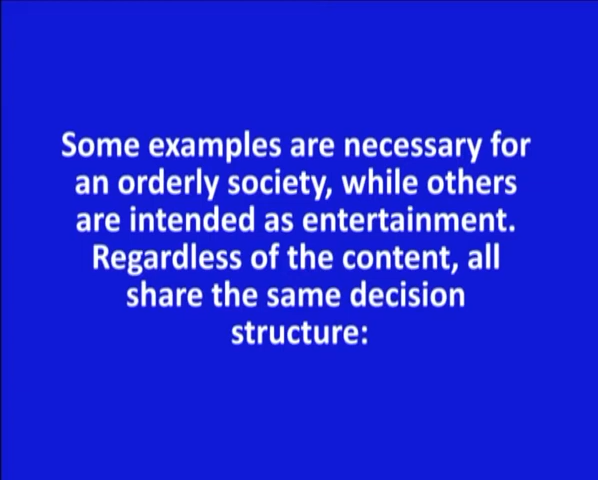 Some examples are necessary for
an orderly society, while others
are intended as entertainment.
Regardless of the content, all
share the same decision
structure: